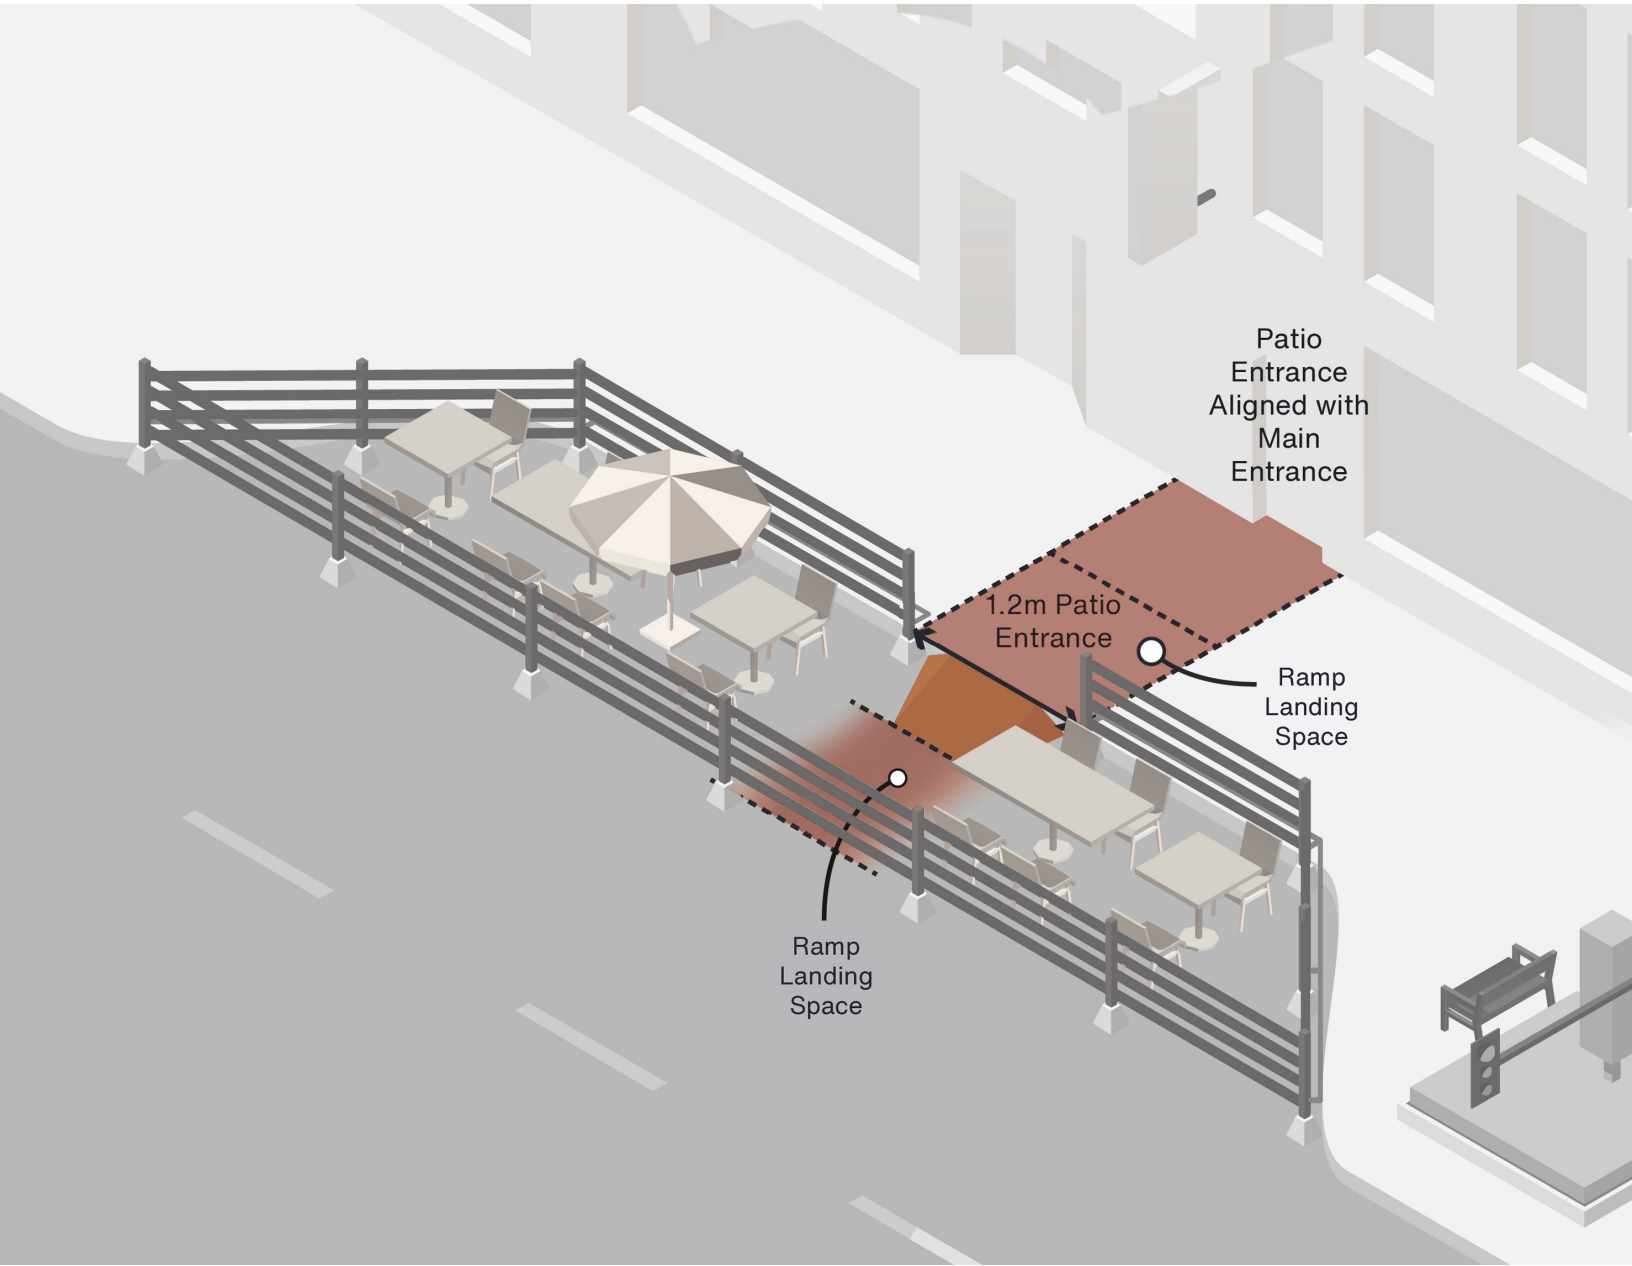 Patio
Entrance
Aligned with
Main
Entrance
1.2m Patio
Entrance
Ramp
Landing
Space
Ramp
Landing
Space